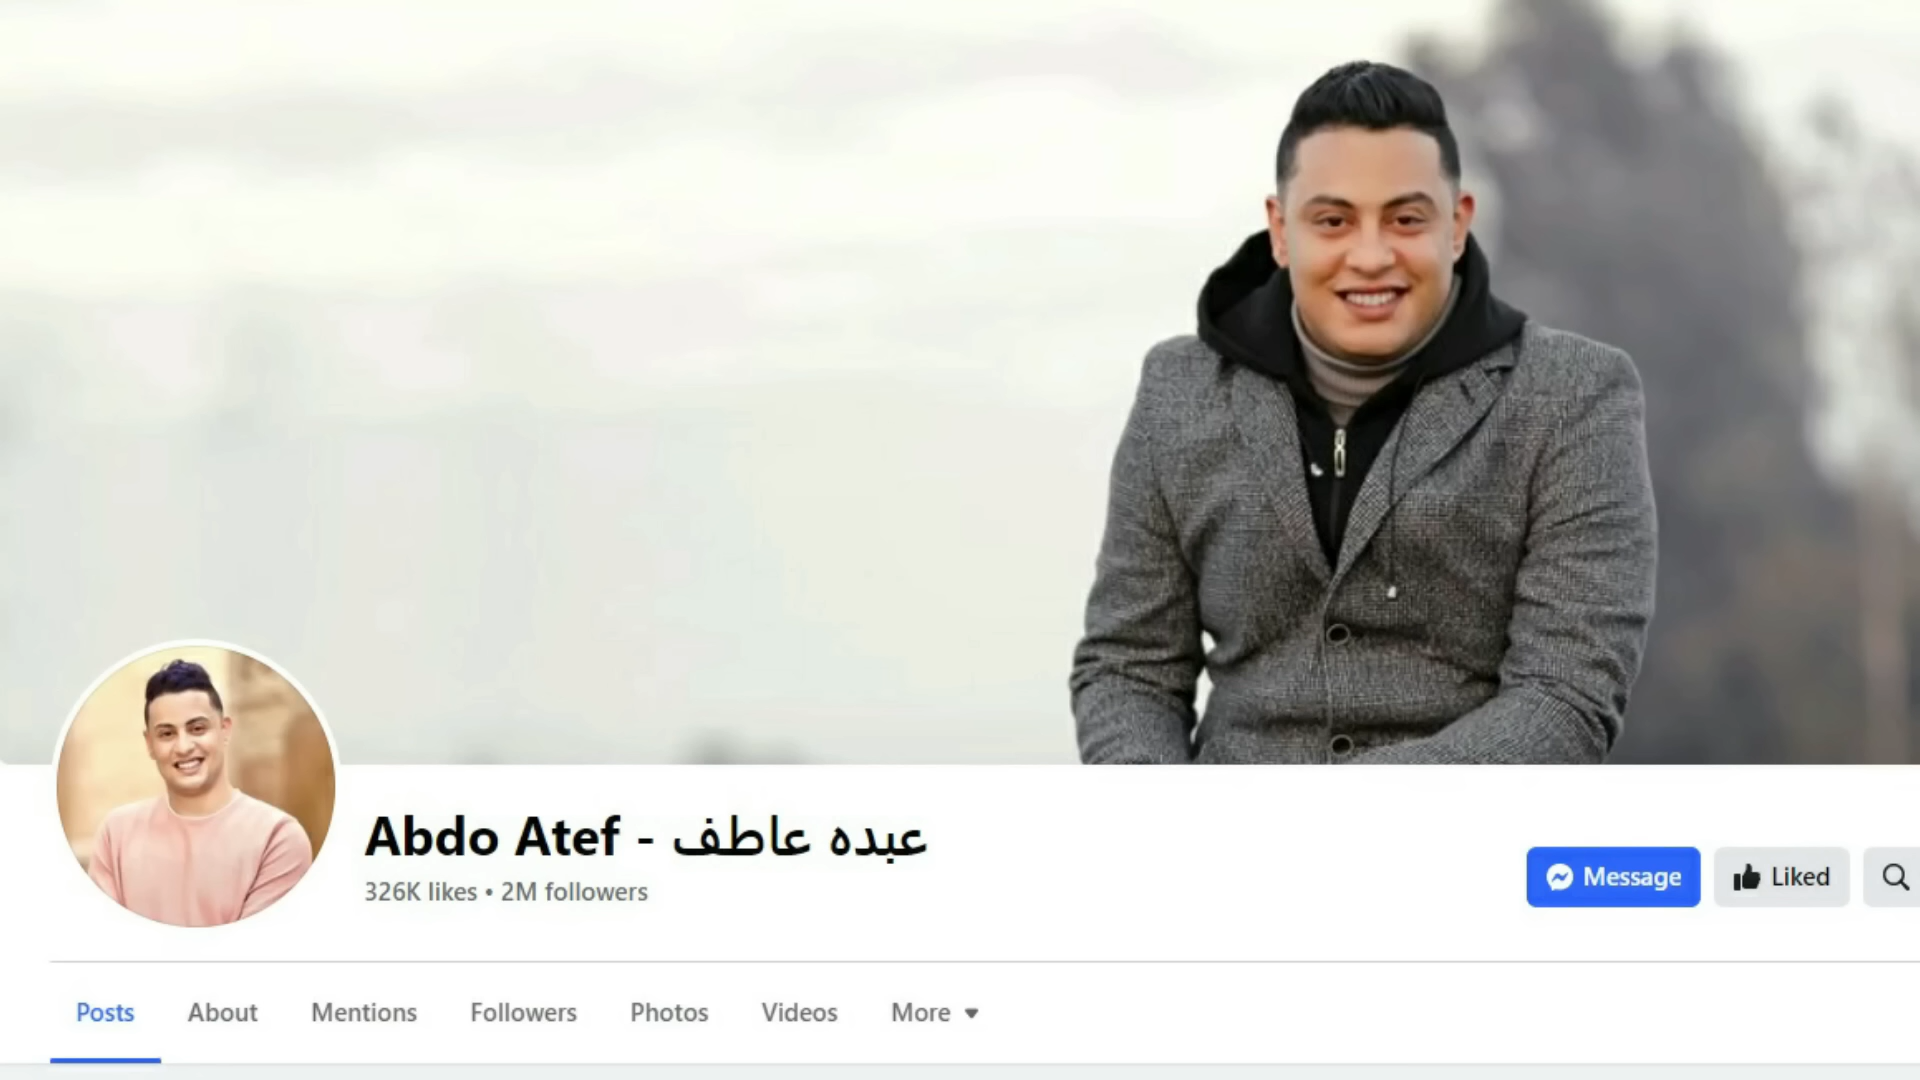 Abdo Atef - عبده عاطف
326K likes • 2M followers
Message
Liked
Posts
About
Mentions
Followers
Photos
Videos
More